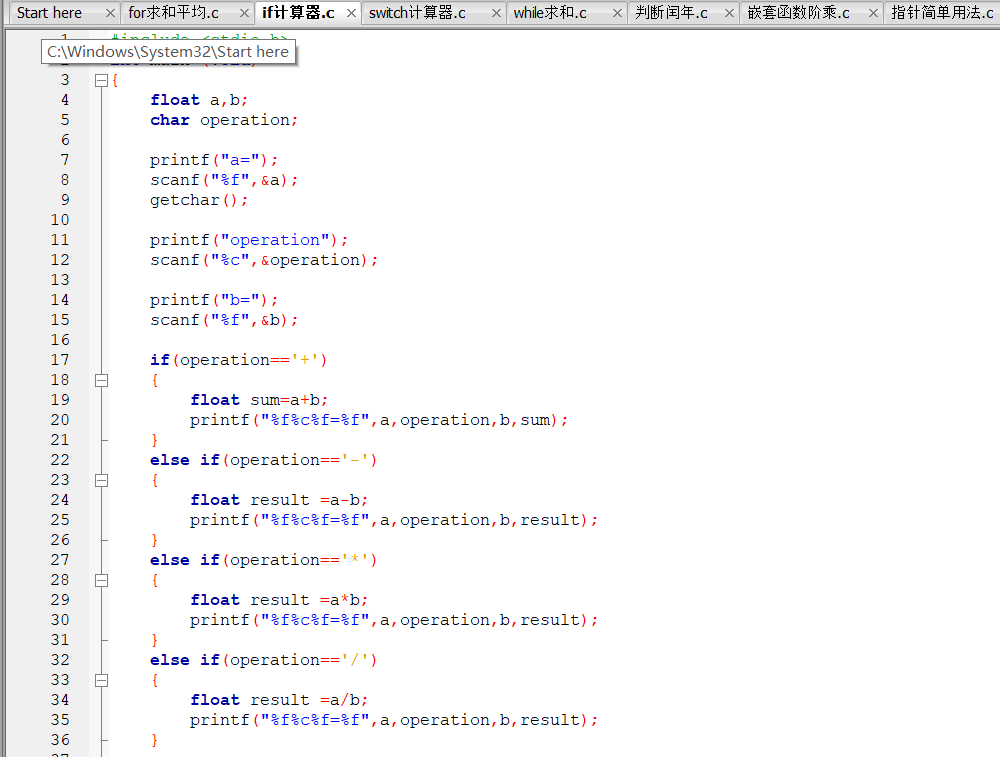 Start here × for求和平均.c × if计算器.c × switch计算器.c × while求和.c × 判断闰年.c × 嵌套函数阶乘.c × 指针简单用法.c
1
C:\Windows\System32\Start here
3 {
4 float a,b;
5 char operation;
6
7 printf("a=");
8 scanf("%f",&a);
9 getchar();
10
11 printf("operation");
12 scanf("%c",&operation);
13
14 printf("b=");
15 scanf("%f",&b);
16
17 if(operation=='+')
18 {
19 float sum=a+b;
20 printf("%f%c%f=%f",a,operation,b,sum);
21 }
22 else if(operation=='-')
23 {
24 float result =a-b;
25 printf("%f%c%f=%f",a,operation,b,result);
26 }
27 else if(operation=='*')
28 {
29 float result =a*b;
30 printf("%f%c%f=%f",a,operation,b,result);
31 }
32 else if(operation=='/')
33 {
34 float result =a/b;
35 printf("%f%c%f=%f",a,operation,b,result);
36 }